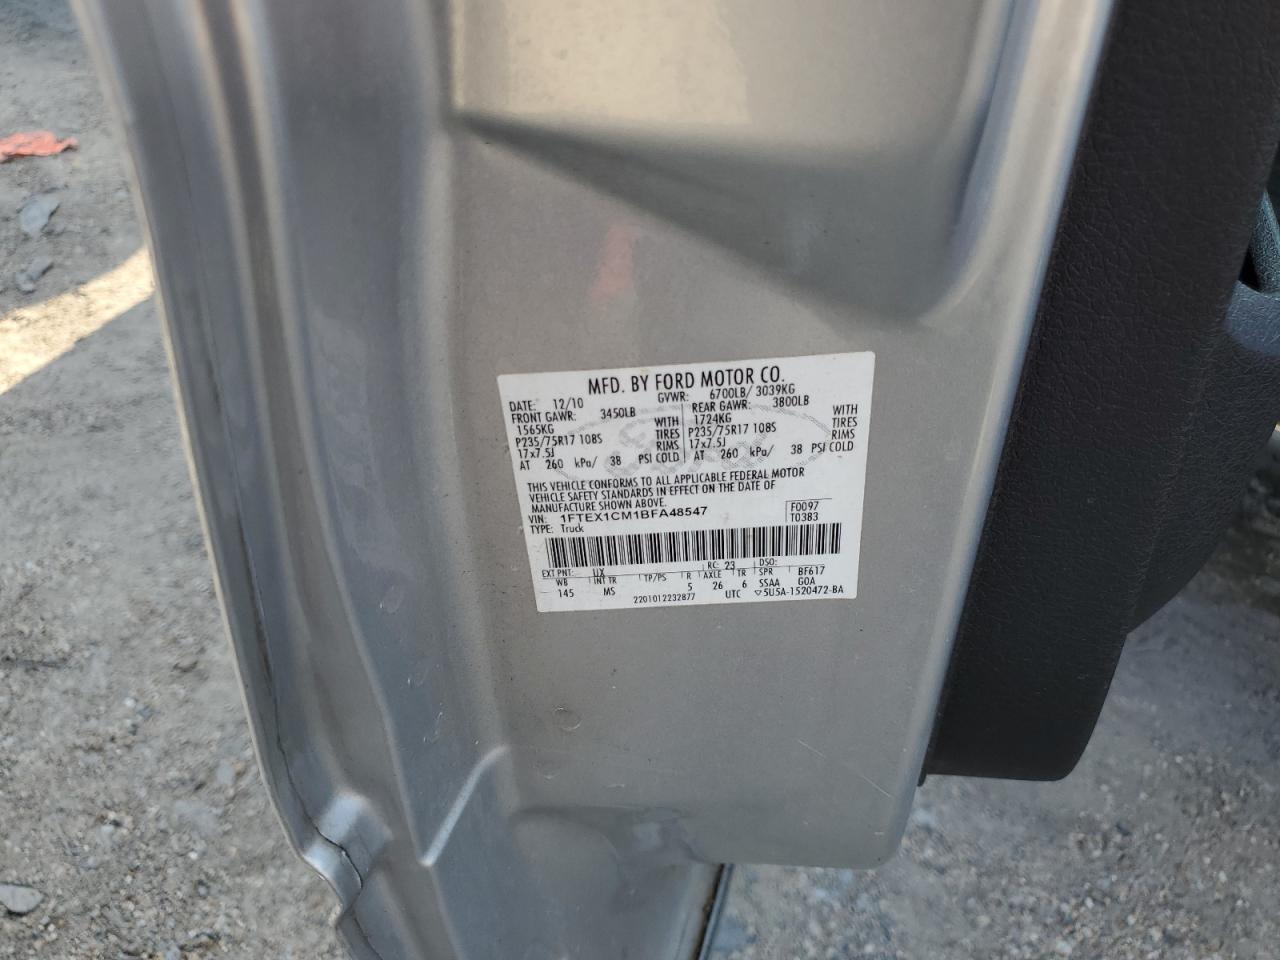 MFD. BY FORD MOTOR CO.
DATE: 12/10 GVWR: 6700LB/ 3039KG
FRONT GAWR: 3450LB REAR GAWR: 3800LB
1565KG WITH 1724KG WITH
P235/75R17 108S TIRES P235/75R17 108S TIRES
17x7.5J RIMS 17x7.5J RIMS
AT 260 kPa/ 38 PSI COLD AT 260 kPa/ 38 PSI COLD
THIS VEHICLE CONFORMS TO ALL APPLICABLE FEDERAL MOTOR
VEHICLE SAFETY STANDARDS IN EFFECT ON THE DATE OF
MANUFACTURE SHOWN ABOVE.
VIN: 1FTEX1CM1BFA48547 F0097
TYPE: Truck T0383
EXT PNT: UX RC: 23 DSO:
WB INT TR TP/PS R AXLE TR SPR BF617
145 MS 5 26 6 SSAA GOA
2201012232877 UTC ▽5U5A-1520472-BA